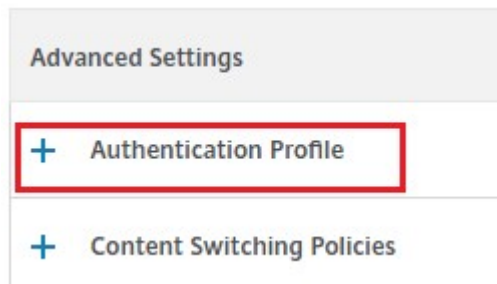 Advanced Settings
+ Authentication Profile
+ Content Switching Policies